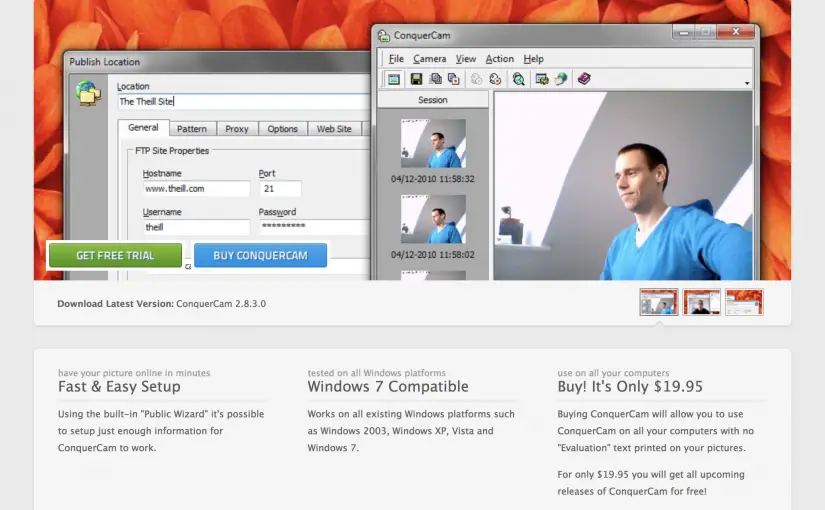 Publish Location
Location
The Theill Site
General Pattern Proxy Options Web Site
FTP Site Properties
Hostname Port
www.theill.com 21
Username Password
theill *********
GET FREE TRIAL BUY CONQUERCAM
ConquerCam
File Camera View Action Help
Session
04/12-2010 11:58:32
04/12-2010 11:58:02
Download Latest Version: ConquerCam 2.8.3.0
have your picture online in minutes
Fast & Easy Setup
Using the built-in "Public Wizard" it's possible
to setup just enough information for
ConquerCam to work.
tested on all Windows platforms
Windows 7 Compatible
Works on all existing Windows platforms such
as Windows 2003, Windows XP, Vista and
Windows 7.
use on all your computers
Buy! It's Only $19.95
Buying ConquerCam will allow you to use
ConquerCam on all your computers with no
"Evaluation" text printed on your pictures.
For only $19.95 you will get all upcoming
releases of ConquerCam for free!